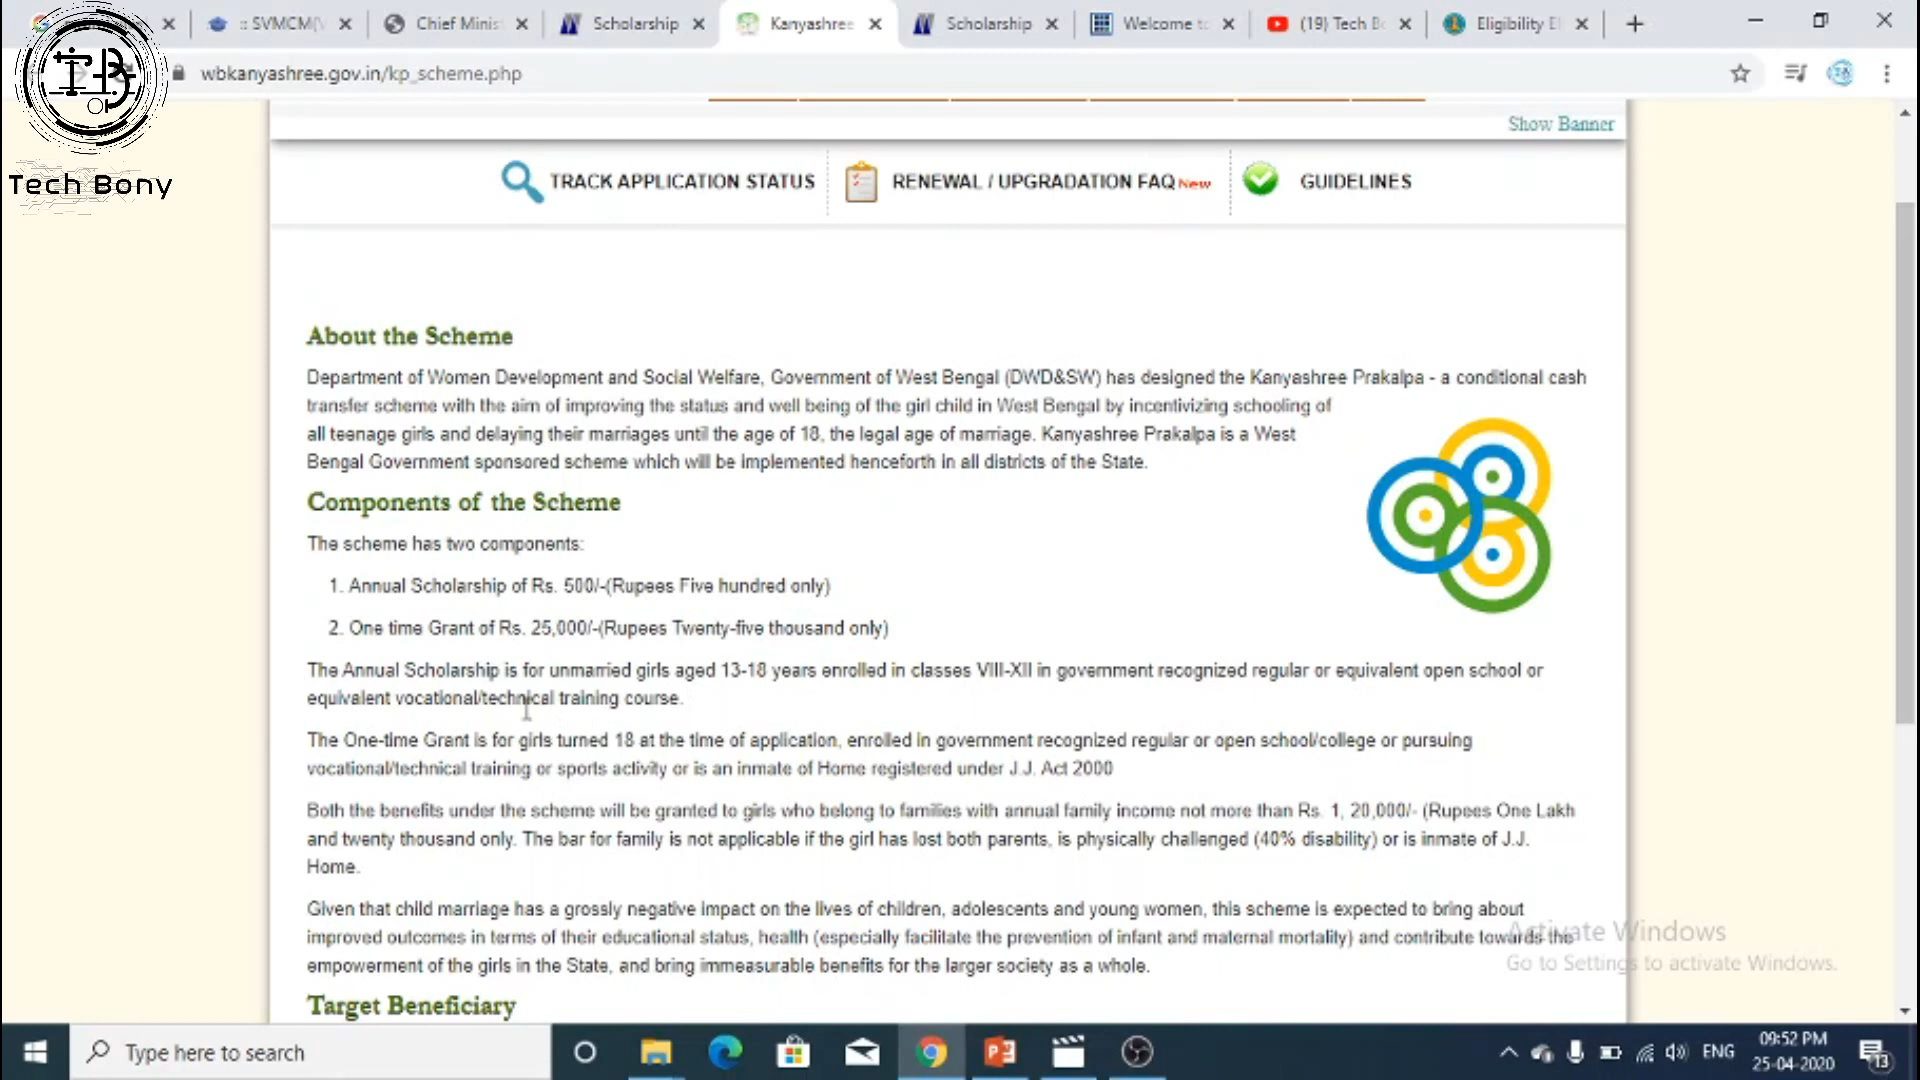 :: SVMCM(
Chief Minis
Scholarship
Kanyashree
Scholarship
Welcome to
(19) Tech B
Eligibility E
wbkanyashree.gov.in/kp_scheme.php
Tech Bony
Show Banner
TRACK APPLICATION STATUS
RENEWAL / UPGRADATION FAQ New
GUIDELINES
About the Scheme
Department of Women Development and Social Welfare, Government of West Bengal (DWD&SW) has designed the Kanyashree Prakalpa - a conditional cash
transfer scheme with the aim of improving the status and well being of the girl child in West Bengal by incentivizing schooling of
all teenage girls and delaying their marriages until the age of 18, the legal age of marriage. Kanyashree Prakalpa is a West
Bengal Government sponsored scheme which will be implemented henceforth in all districts of the State.
Components of the Scheme
The scheme has two components:
1. Annual Scholarship of Rs. 500/-(Rupees Five hundred only)
2. One time Grant of Rs. 25,000/-(Rupees Twenty-five thousand only)
The Annual Scholarship is for unmarried girls aged 13-18 years enrolled in classes VIII-XII in government recognized regular or equivalent open school or
equivalent vocational/technical training course.
The One-time Grant is for girls turned 18 at the time of application, enrolled in government recognized regular or open school/college or pursuing
vocational/technical training or sports activity or is an inmate of Home registered under J.J. Act 2000
Both the benefits under the scheme will be granted to girls who belong to families with annual family income not more than Rs. 1, 20,000/- (Rupees One Lakh
and twenty thousand only. The bar for family is not applicable if the girl has lost both parents, is physically challenged (40% disability) or is inmate of J.J.
Home.
Given that child marriage has a grossly negative impact on the lives of children, adolescents and young women, this scheme is expected to bring about
improved outcomes in terms of their educational status, health (especially facilitate the prevention of infant and maternal mortality) and contribute towards the
empowerment of the girls in the State, and bring immeasurable benefits for the larger society as a whole.
Target Beneficiary
Activate Windows
Go to Settings to activate Windows.
Type here to search
ENG
09:52 PM
25-04-2020
13